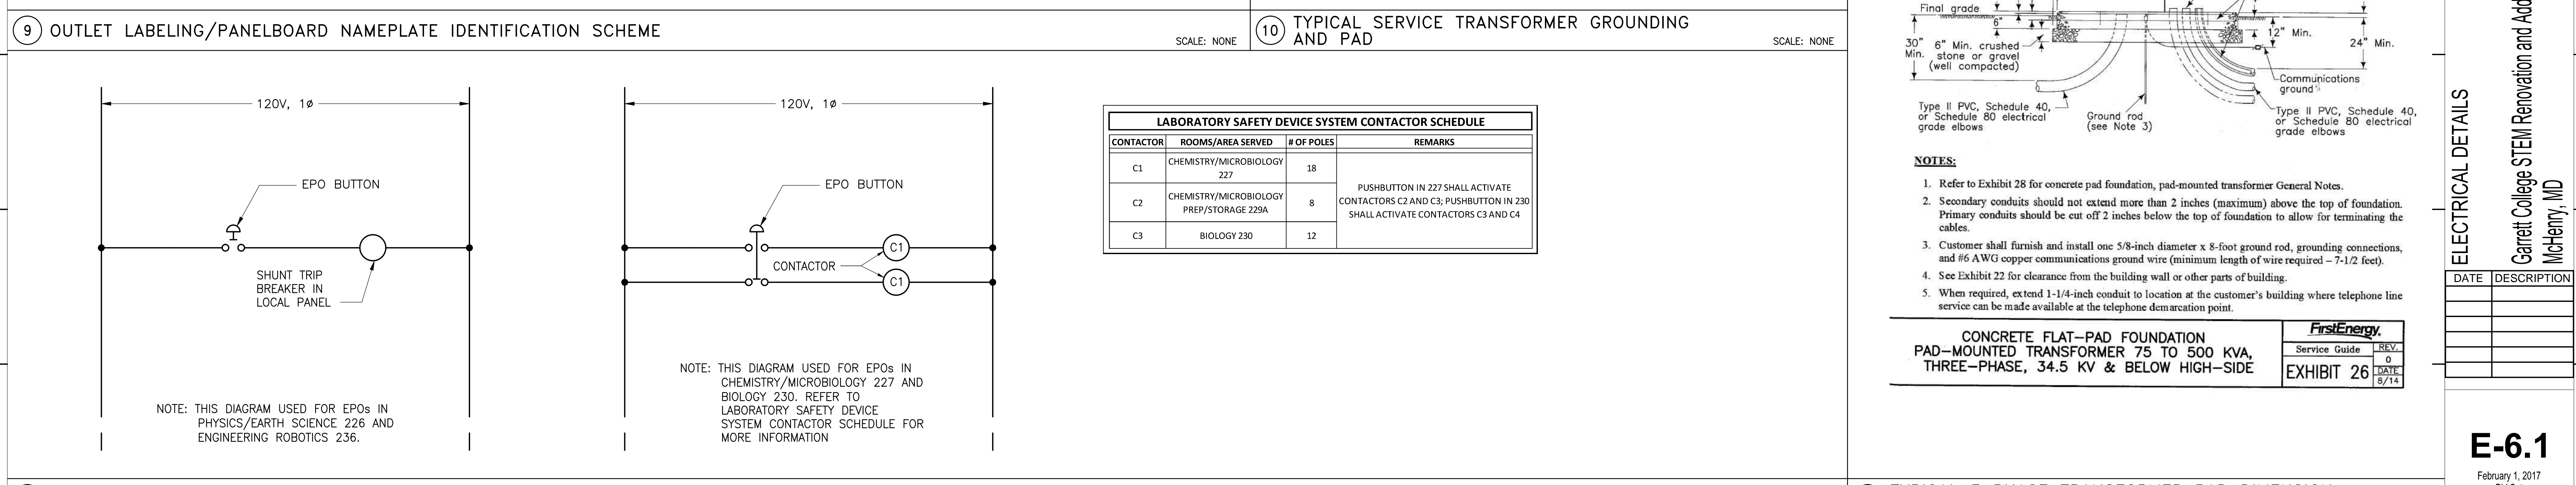 9 OUTLET LABELING/PANELBOARD NAMEPLATE IDENTIFICATION SCHEME
SCALE: NONE
10 TYPICAL SERVICE TRANSFORMER GROUNDING
AND PAD
SCALE: NONE
120V, 1ø
EPO BUTTON
SHUNT TRIP
BREAKER IN
LOCAL PANEL
NOTE: THIS DIAGRAM USED FOR EPOs IN
PHYSICS/EARTH SCIENCE 226 AND
ENGINEERING ROBOTICS 236.
120V, 1ø
EPO BUTTON
C1
CONTACTOR
C1
NOTE: THIS DIAGRAM USED FOR EPOs IN
CHEMISTRY/MICROBIOLOGY 227 AND
BIOLOGY 230. REFER TO
LABORATORY SAFETY DEVICE
SYSTEM CONTACTOR SCHEDULE FOR
MORE INFORMATION
LABORATORY SAFETY DEVICE SYSTEM CONTACTOR SCHEDULE
CONTACTOR ROOMS/AREA SERVED # OF POLES REMARKS
C1 CHEMISTRY/MICROBIOLOGY
227 18
C2 CHEMISTRY/MICROBIOLOGY
PREP/STORAGE 229A 8
C3 BIOLOGY 230 12
PUSHBUTTON IN 227 SHALL ACTIVATE
CONTACTORS C2 AND C3; PUSHBUTTON IN 230
SHALL ACTIVATE CONTACTORS C3 AND C4
Final grade
6"
30"
Min.
6" Min. crushed
stone or gravel
(well compacted)
12" Min.
24" Min.
Communications
ground
Type II PVC, Schedule 40,
or Schedule 80 electrical
grade elbows
Ground rod
(see Note 3)
Type II PVC, Schedule 40,
or Schedule 80 electrical
grade elbows
NOTES:
1. Refer to Exhibit 28 for concrete pad foundation, pad-mounted transformer General Notes.
2. Secondary conduits should not extend more than 2 inches (maximum) above the top of foundation.
Primary conduits should be cut off 2 inches below the top of foundation to allow for terminating the
cables.
3. Customer shall furnish and install one 5/8-inch diameter x 8-foot ground rod, grounding connections,
and #6 AWG copper communications ground wire (minimum length of wire required – 7-1/2 feet).
4. See Exhibit 22 for clearance from the building wall or other parts of building.
5. When required, extend 1-1/4-inch conduit to location at the customer's building where telephone line
service can be made available at the telephone demarcation point.
CONCRETE FLAT-PAD FOUNDATION
PAD-MOUNTED TRANSFORMER 75 TO 500 KVA,
THREE-PHASE, 34.5 KV & BELOW HIGH-SIDE
FirstEnergy.
Service Guide
REV.
0
EXHIBIT 26
DATE
8/14
ELECTRICAL DETAILS
Garrett College STEM Renovation and Add
McHenry, MD
DATE DESCRIPTION
E-6.1
February 1, 2017